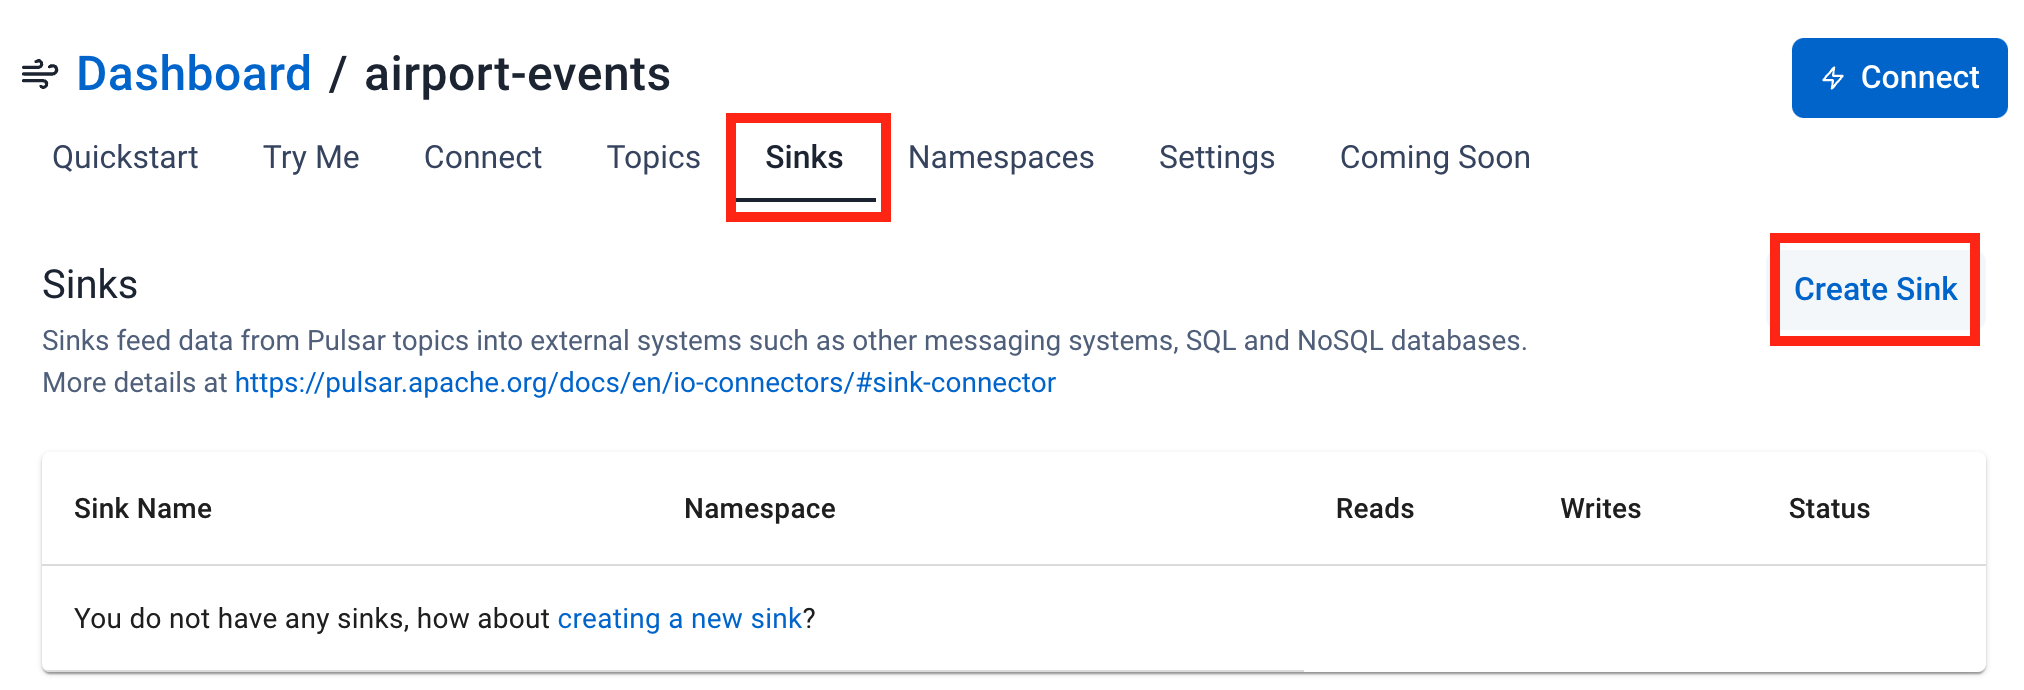 Dashboard / airport-events
Connect
Quickstart Try Me Connect Topics Sinks Namespaces Settings Coming Soon
Sinks
Create Sink
Sinks feed data from Pulsar topics into external systems such as other messaging systems, SQL and NoSQL databases.
More details at https://pulsar.apache.org/docs/en/io-connectors/#sink-connector
Sink Name Namespace Reads Writes Status
You do not have any sinks, how about creating a new sink?